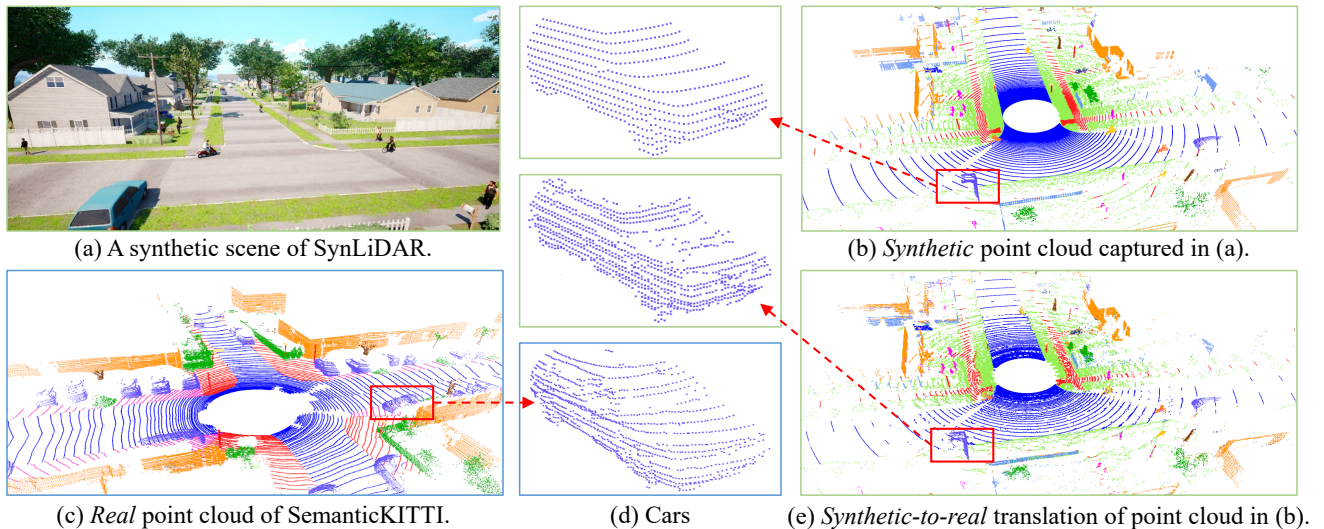 (a) A synthetic scene of SynLiDAR.
(b) Synthetic point cloud captured in (a).
(c) Real point cloud of SemanticKITTI.
(d) Cars
(e) Synthetic-to-real translation of point cloud in (b).